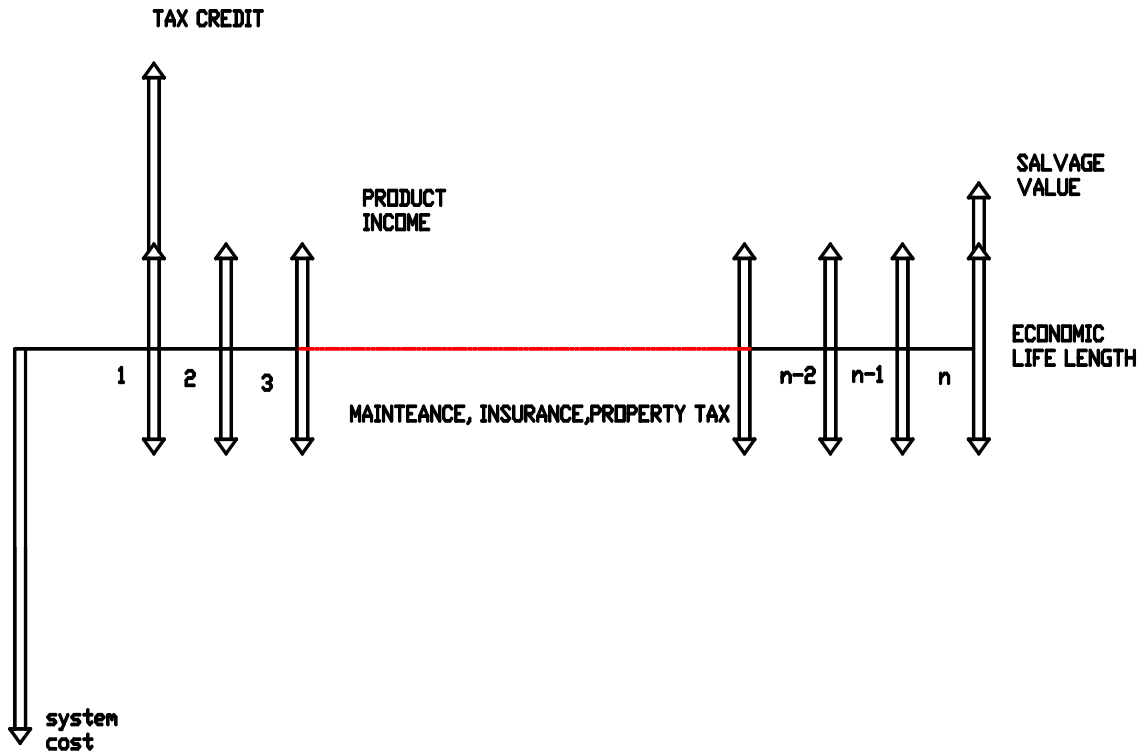 TAX CREDIT
SALVAGE
VALUE
PRODUCT
INCOME
ECONOMIC
LIFE LENGTH
1
2
3
n-2
n-1
n
MAINTEANCE, INSURANCE,PROPERTY TAX
system
cost